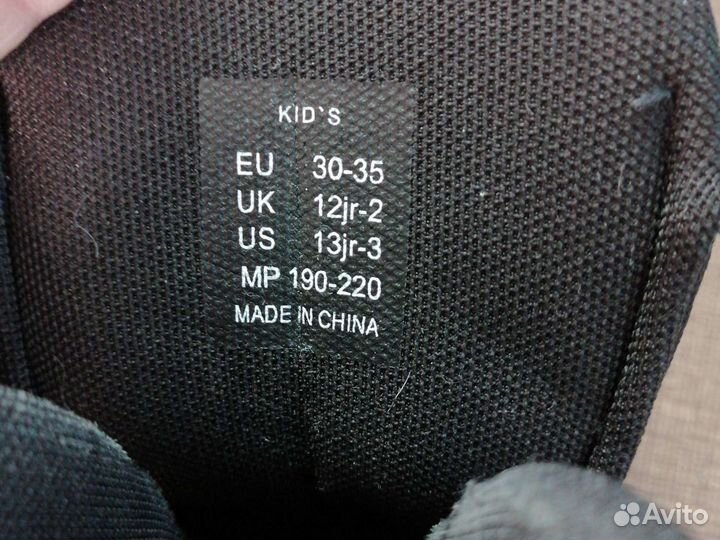 KID`S
EU 30-35
UK 12jr-2
US 13jr-3
MP 190-220
MADE IN CHINA
Avito